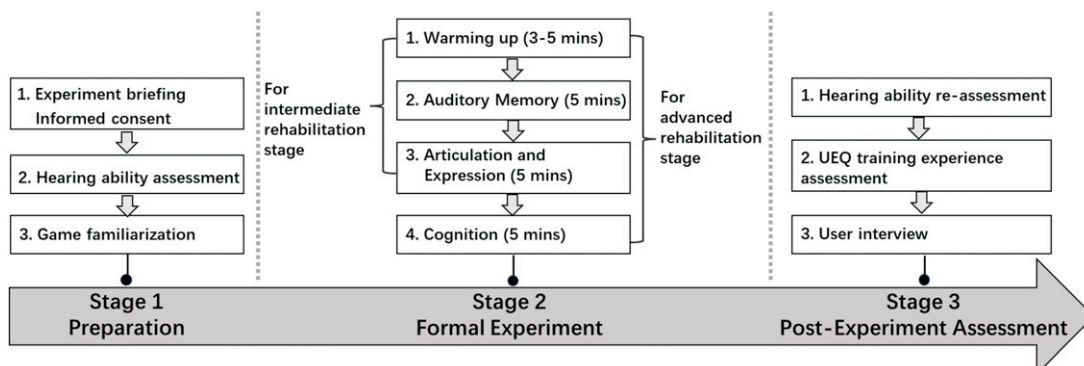 1. Experiment briefing
Informed consent
2. Hearing ability assessment
3. Game familiarization
For
intermediate
rehabilitation
stage
1. Warming up (3-5 mins)
2. Auditory Memory (5 mins)
3. Articulation and
Expression (5 mins)
4. Cognition (5 mins)
For
advanced
rehabilitation
stage
1. Hearing ability re-assessment
2. UEQ training experience
assessment
3. User interview
Stage 1
Preparation
Stage 2
Formal Experiment
Stage 3
Post-Experiment Assessment